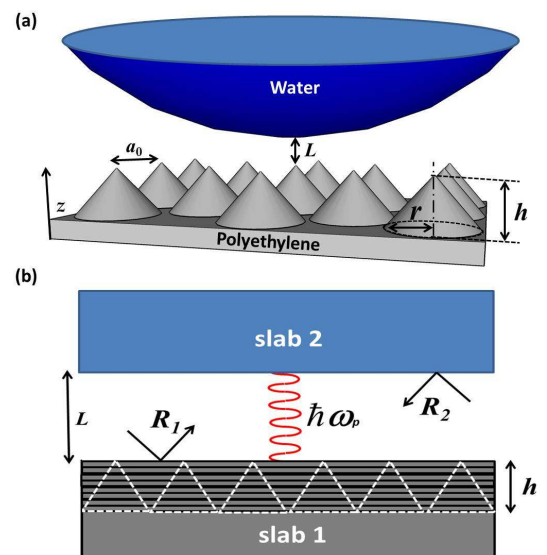 (a)
Water
a₀
L
z
r
h
Polyethylene
(b)
slab 2
L
R₁
ħωₚ
R₂
h
slab 1